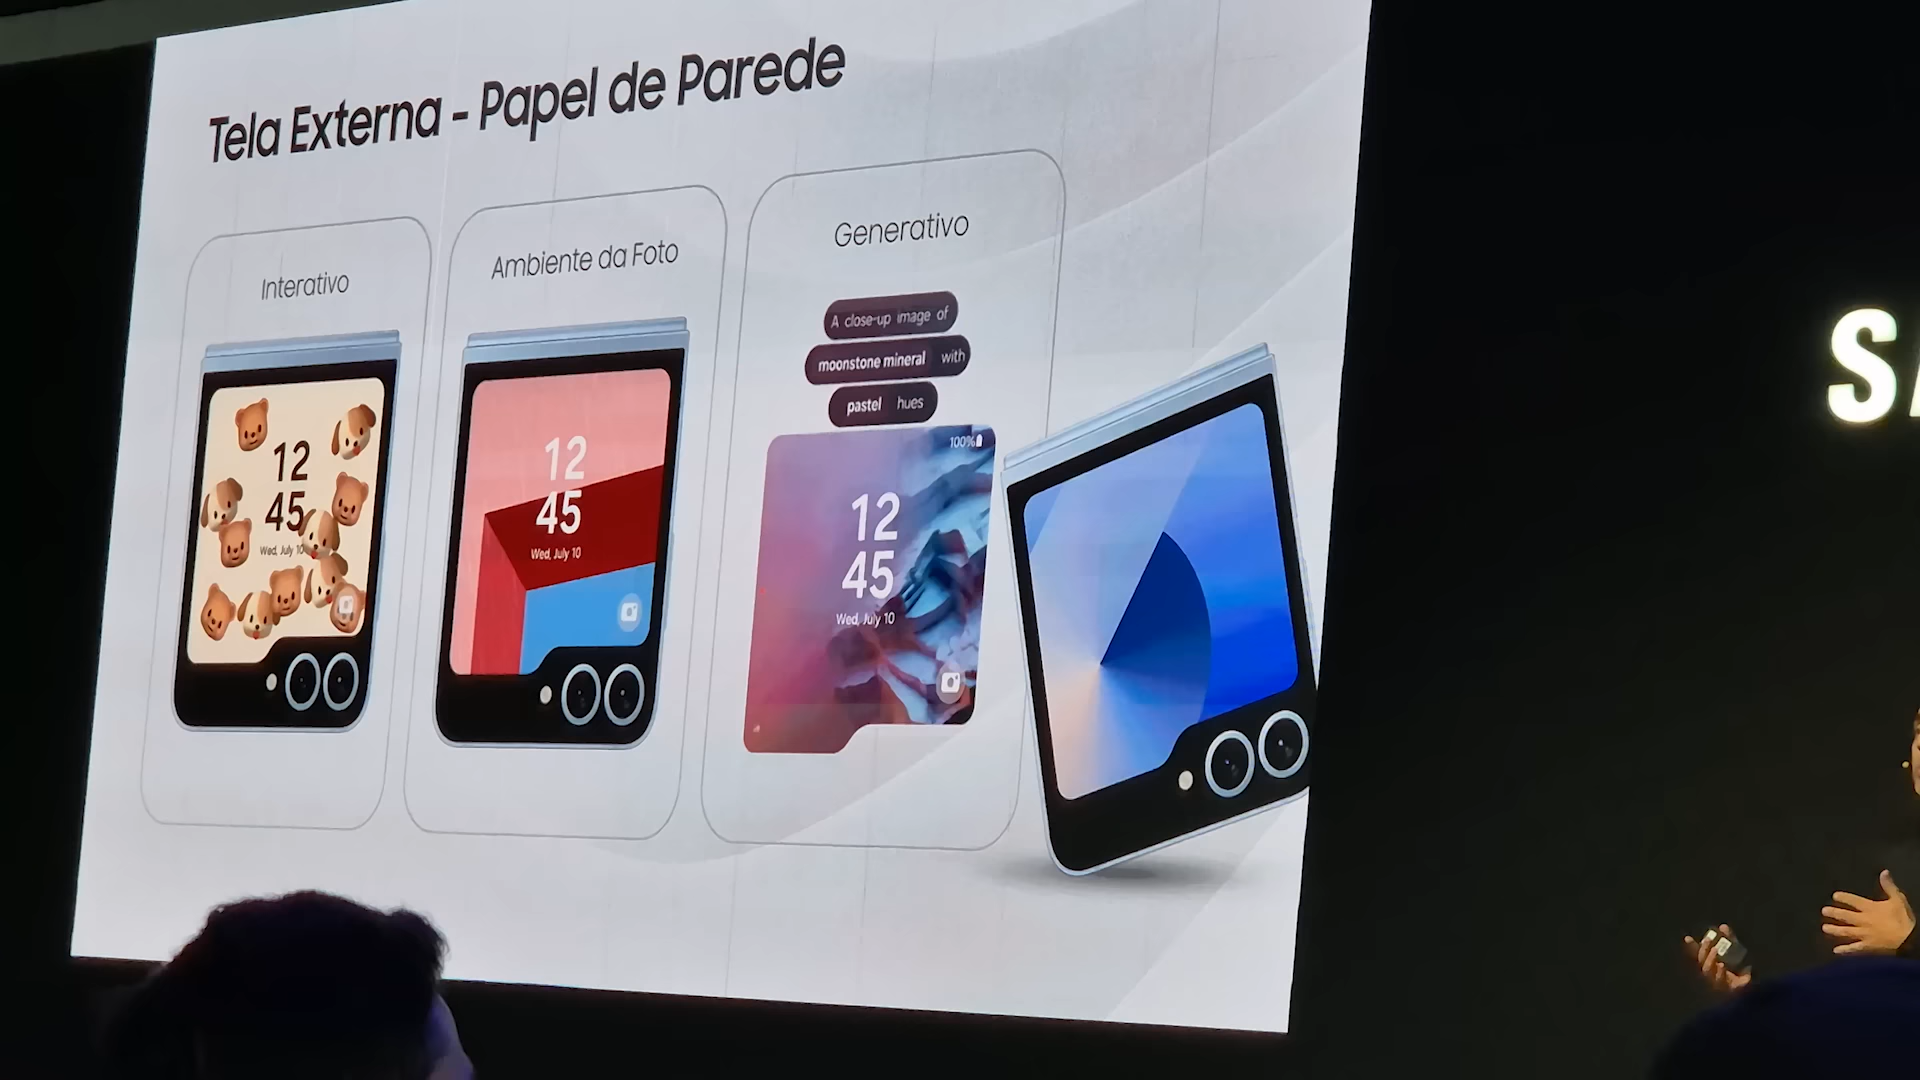 Tela Externa - Papel de Parede
Interativo
12
45
Wed, July 10
Ambiente da Foto
12
45
Wed, July 10
Generativo
A close-up image of
moonstone mineral with
pastel hues
100%
12
45
Wed, July 10
S